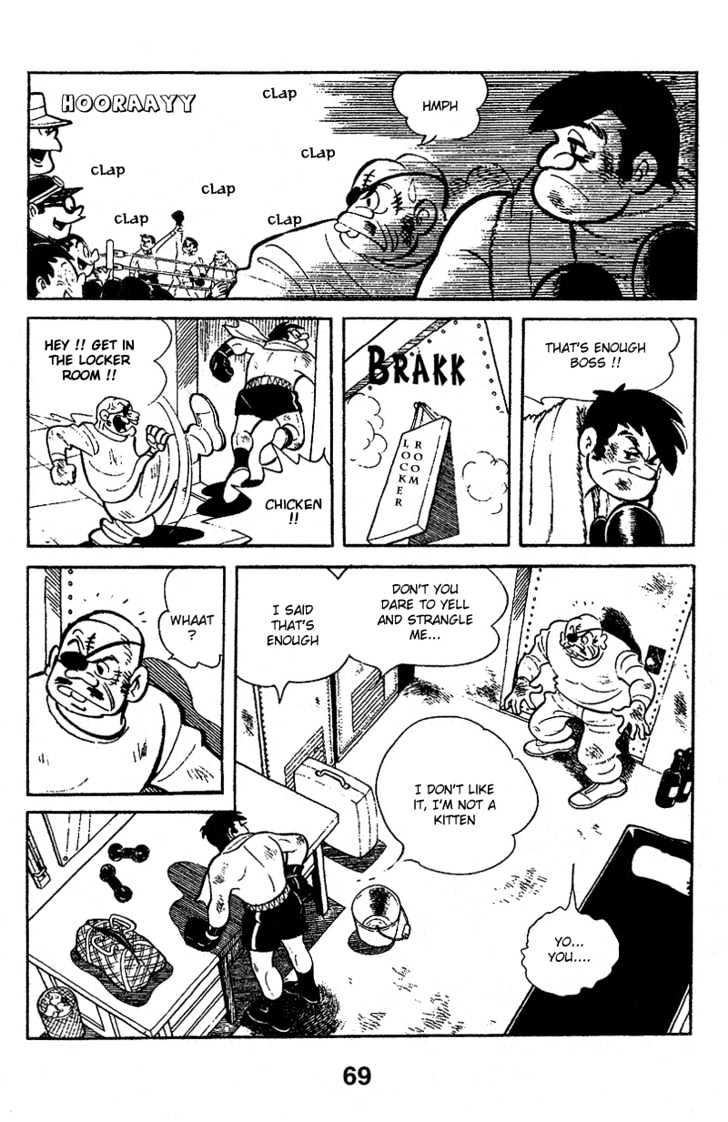 HOORAAYY
CLAP
HMPH
CLAP
CLAP
CLAP
CLAP
CLAP
HEY !! GET IN
THE LOCKER
ROOM !!
CHICKEN
!!
BRAKK
LOCKER
ROOM
THAT'S ENOUGH
BOSS !!
WHAAT
?
I SAID
THAT'S
ENOUGH
DON'T YOU
DARE TO YELL
AND STRANGLE
ME...
I DON'T LIKE
IT, I'M NOT A
KITTEN
YO...
YOU....
69